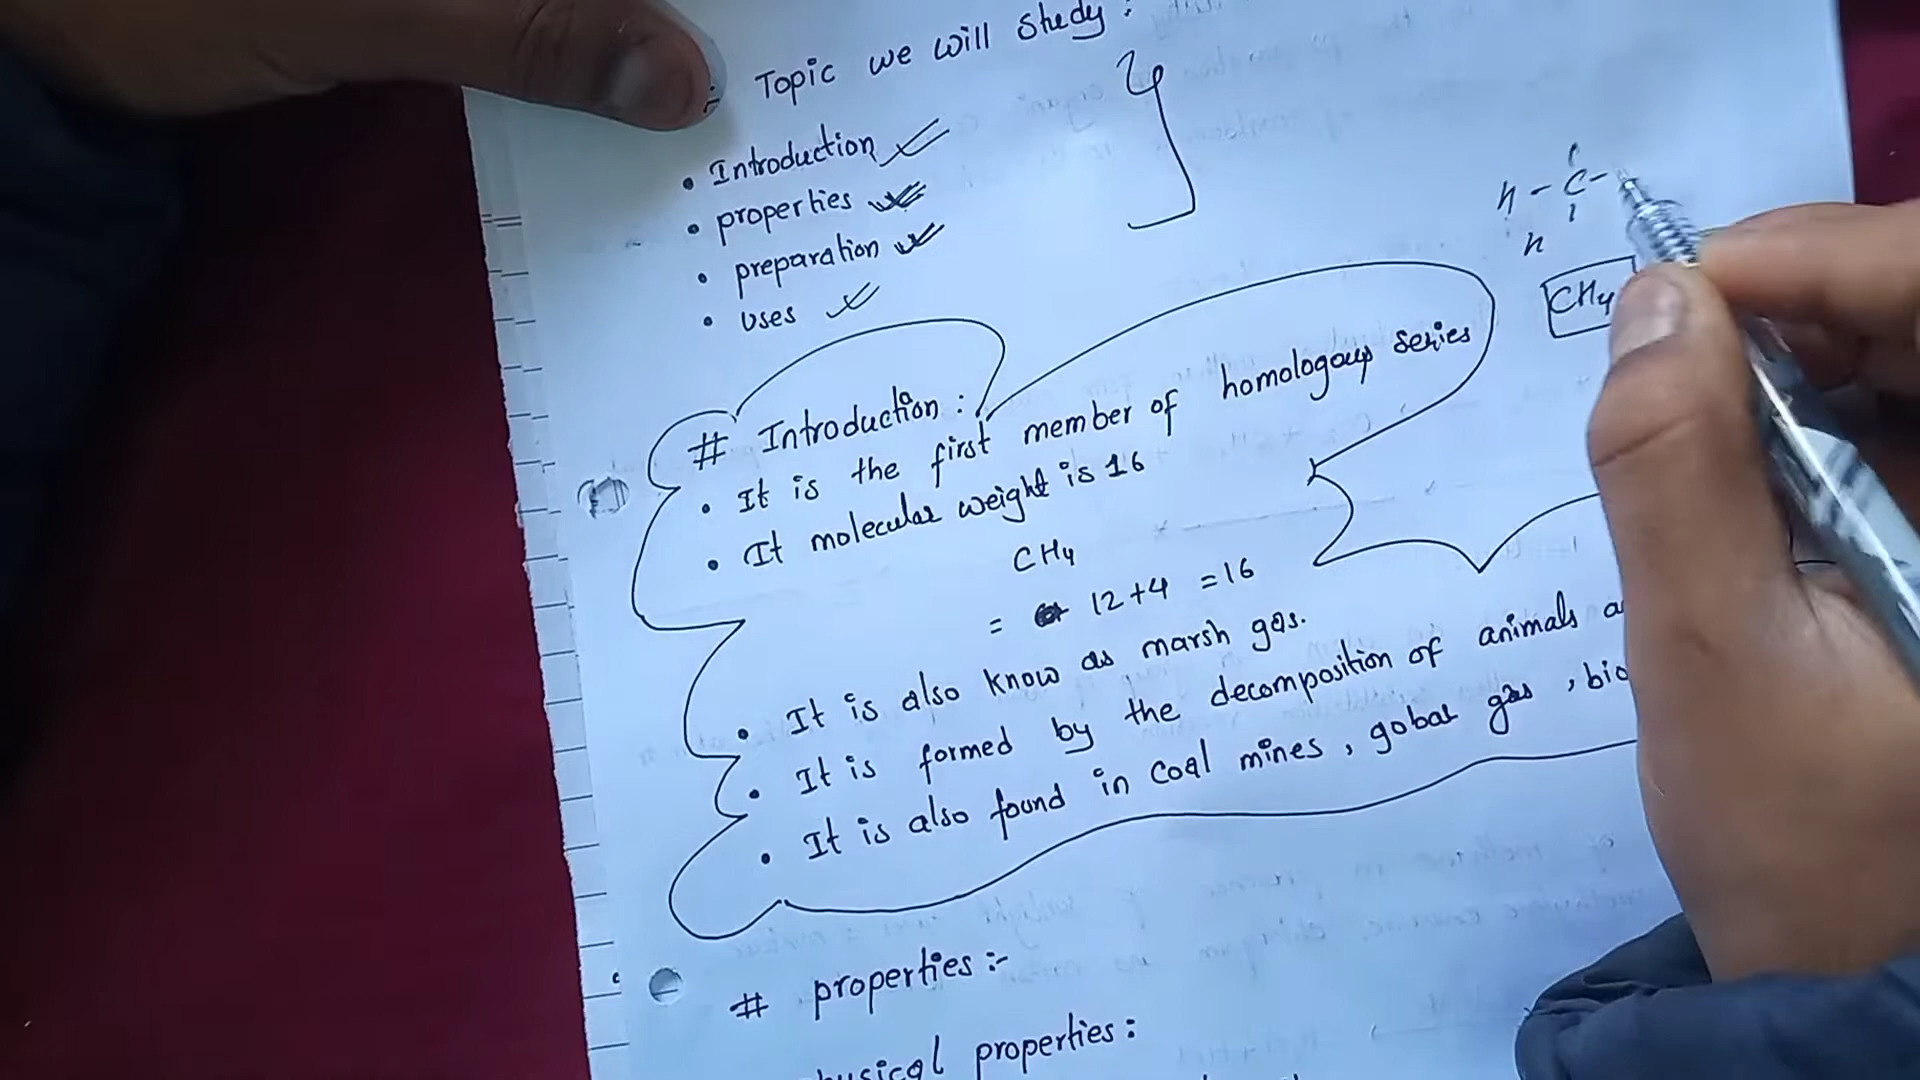 Topic we will study :
• Introduction
• properties
• preparation
• uses
H - C -
H
CH4
# Introduction :
• It is the first member of homologous series
• It molecular weight is 16
CH4
= 12+4 = 16
• It is also know as marsh gas.
• It is formed by the decomposition of animals
• It is also found in coal mines, gobar gas, bio
# properties :-
properties :